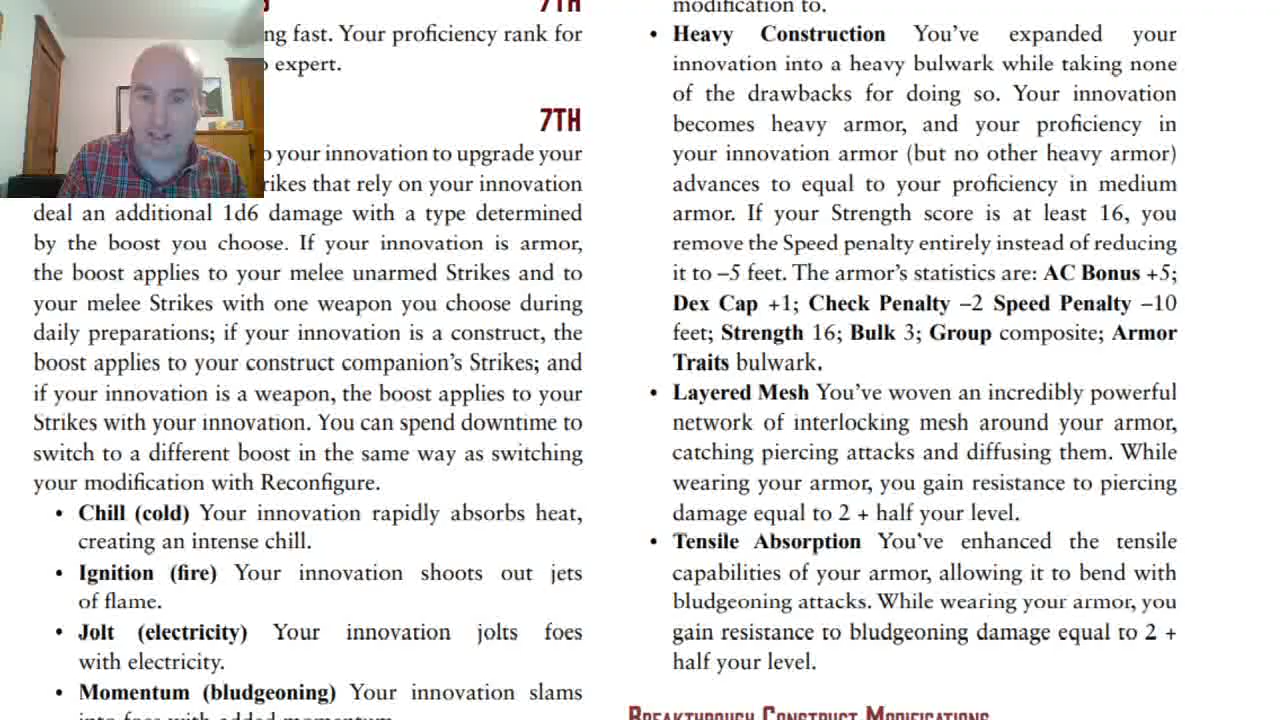 7TH
ng fast. Your proficiency rank for
expert.
7TH
o your innovation to upgrade your
rikes that rely on your innovation
deal an additional 1d6 damage with a type determined
by the boost you choose. If your innovation is armor,
the boost applies to your melee unarmed Strikes and to
your melee Strikes with one weapon you choose during
daily preparations; if your innovation is a construct, the
boost applies to your construct companion's Strikes; and
if your innovation is a weapon, the boost applies to your
Strikes with your innovation. You can spend downtime to
switch to a different boost in the same way as switching
your modification with Reconfigure.
• Chill (cold) Your innovation rapidly absorbs heat,
creating an intense chill.
• Ignition (fire) Your innovation shoots out jets
of flame.
• Jolt (electricity) Your innovation jolts foes
with electricity.
• Momentum (bludgeoning) Your innovation slams
into foes with added momentum.
modification to.
• Heavy Construction You've expanded your
innovation into a heavy bulwark while taking none
of the drawbacks for doing so. Your innovation
becomes heavy armor, and your proficiency in
your innovation armor (but no other heavy armor)
advances to equal to your proficiency in medium
armor. If your Strength score is at least 16, you
remove the Speed penalty entirely instead of reducing
it to –5 feet. The armor's statistics are: AC Bonus +5;
Dex Cap +1; Check Penalty –2 Speed Penalty –10
feet; Strength 16; Bulk 3; Group composite; Armor
Traits bulwark.
• Layered Mesh You've woven an incredibly powerful
network of interlocking mesh around your armor,
catching piercing attacks and diffusing them. While
wearing your armor, you gain resistance to piercing
damage equal to 2 + half your level.
• Tensile Absorption You've enhanced the tensile
capabilities of your armor, allowing it to bend with
bludgeoning attacks. While wearing your armor, you
gain resistance to bludgeoning damage equal to 2 +
half your level.
BREAKTHROUGH CONSTRUCT MODIFICATIONS